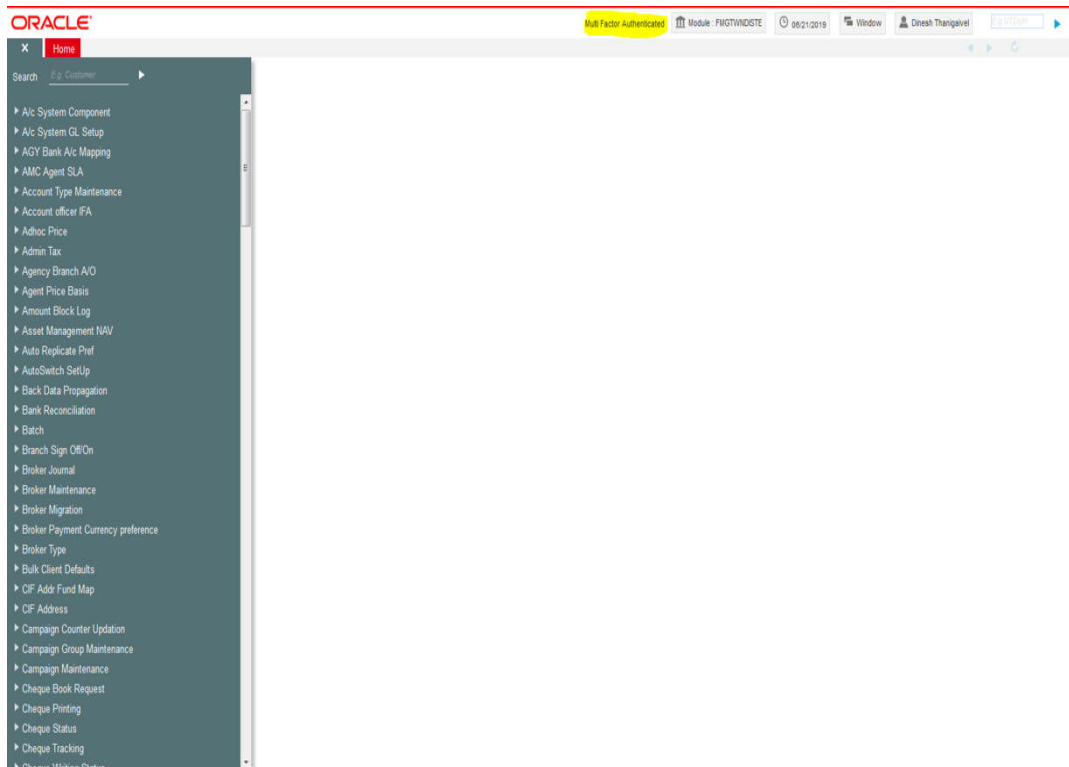 ORACLE
Multi Factor Authenticated Module : FMGTWNDISTE 06/21/2019 Window Dinesh Thanigaivel
X Home
Search E.g. Customer
A/c System Component
A/c System GL Setup
AGY Bank A/c Mapping
AMC Agent SLA
Account Type Maintenance
Account officer IFA
Adhoc Price
Admin Tax
Agency Branch A/O
Agent Price Basis
Amount Block Log
Asset Management NAV
Auto Replicate Pref
AutoSwitch SetUp
Back Data Propagation
Bank Reconciliation
Batch
Branch Sign Off/On
Broker Journal
Broker Maintenance
Broker Migration
Broker Payment Currency preference
Broker Type
Bulk Client Defaults
CIF Addr Fund Map
CIF Address
Campaign Counter Updation
Campaign Group Maintenance
Campaign Maintenance
Cheque Book Request
Cheque Printing
Cheque Status
Cheque Tracking
Cheque Writing Status